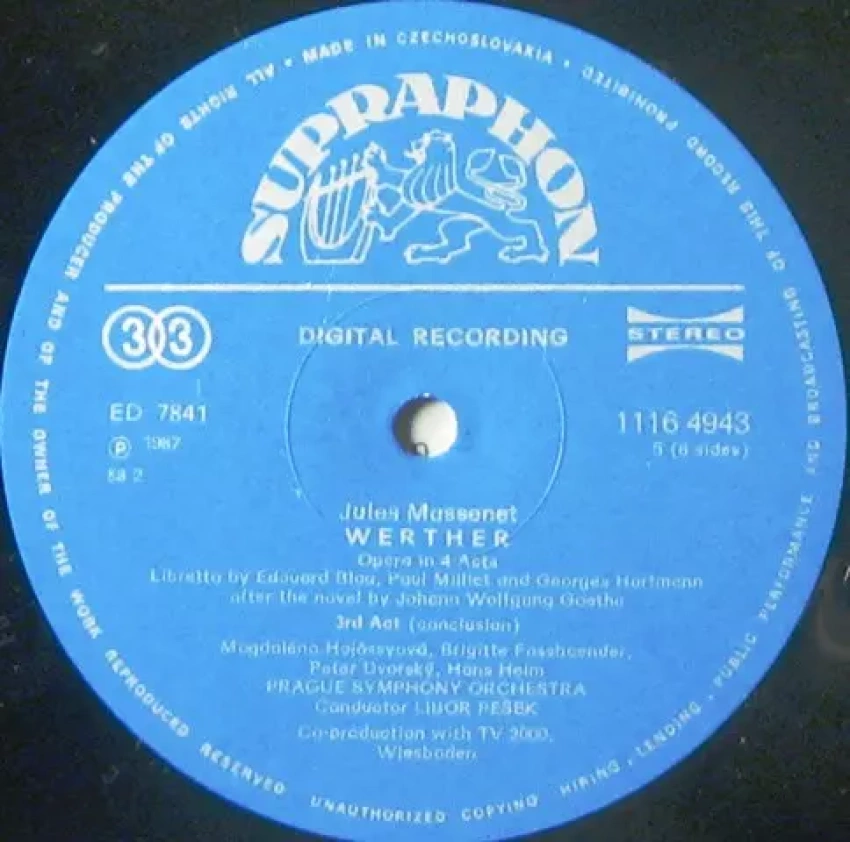 ALL RIGHTS OF THE PRODUCER AND OF THE OWNER OF THE WORK REPRODUCED RESERVED
UNAUTHORIZED COPYING, HIRING, LENDING, PUBLIC PERFORMANCE AND BROADCASTING OF THIS RECORD PROHIBITED
• MADE IN CZECHOSLOVAKIA •
SUPRAPHON
33
DIGITAL RECORDING
STEREO
ED 7841
1116 4943
Ⓟ 1987
5 (6 sides)
88 2
Jules Massenet
WERTHER
Opera in 4 Acts
Libretto by Edouard Blau, Paul Milliet and Georges Hartmann
after the novel by Johann Wolfgang Goethe
3rd Act (conclusion)
Magdaléna Hajóssyová, Brigitte Fassbaender,
Peter Dvorský, Hans Helm
PRAGUE SYMPHONY ORCHESTRA
Conductor LIBOR PEŠEK
Co-production with TV 2000,
Wiesbaden